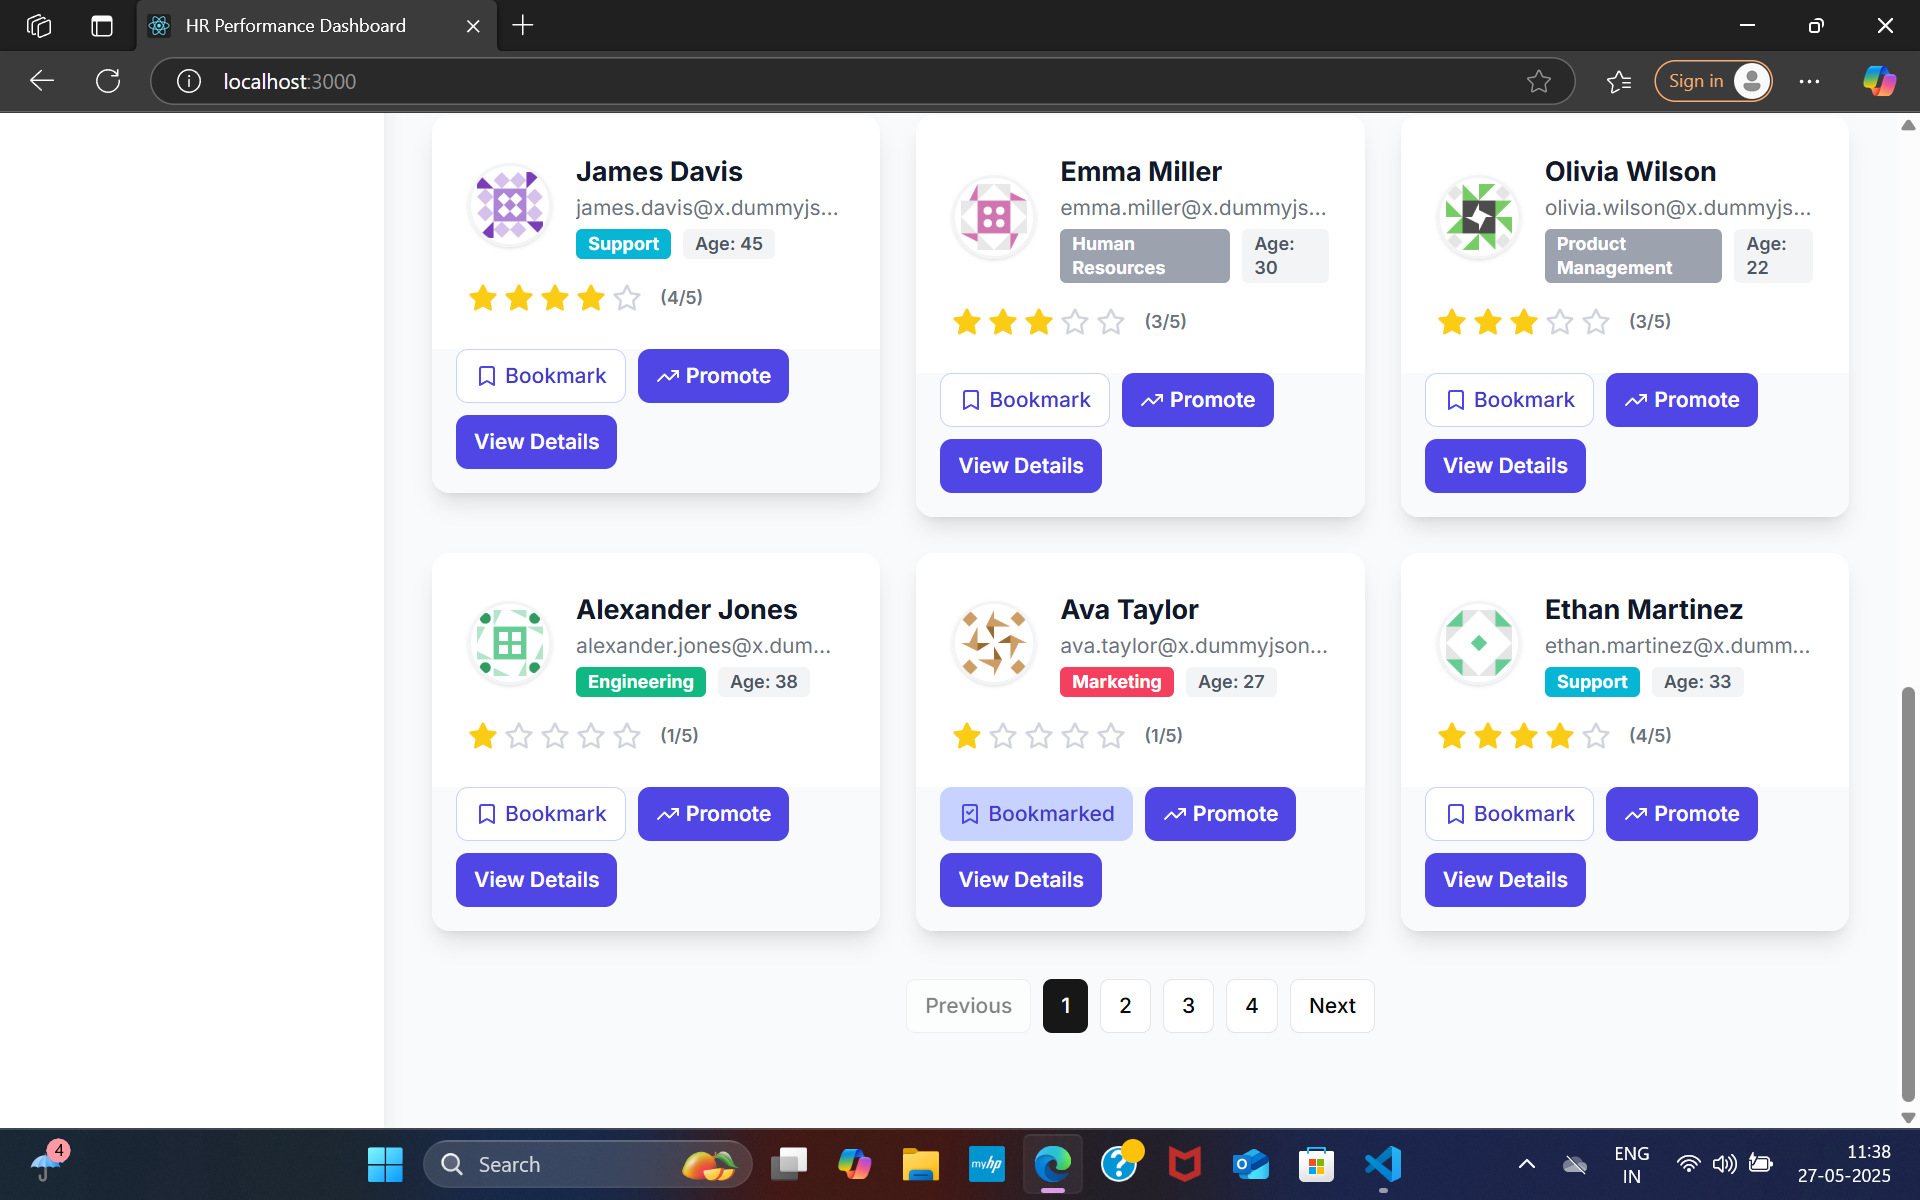 HR Performance Dashboard
localhost:3000
Sign in
James Davis
james.davis@x.dummyjs...
Support
Age: 45
(4/5)
Bookmark
Promote
View Details
Emma Miller
emma.miller@x.dummyjs...
Human
Resources
Age:
30
(3/5)
Bookmark
Promote
View Details
Olivia Wilson
olivia.wilson@x.dummyjs...
Product
Management
Age:
22
(3/5)
Bookmark
Promote
View Details
Alexander Jones
alexander.jones@x.dum...
Engineering
Age: 38
(1/5)
Bookmark
Promote
View Details
Ava Taylor
ava.taylor@x.dummyjson...
Marketing
Age: 27
(1/5)
Bookmarked
Promote
View Details
Ethan Martinez
ethan.martinez@x.dumm...
Support
Age: 33
(4/5)
Bookmark
Promote
View Details
Previous 1 2 3 4 Next
4
Search
myhp
ENG
IN
11:38
27-05-2025